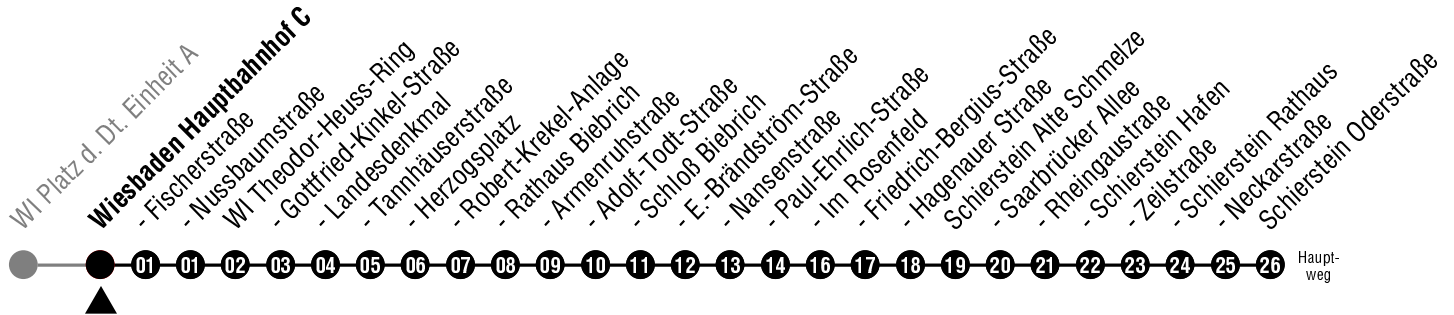 WI Platz d. Dt. Einheit A
Wiesbaden Hauptbahnhof C
- Fischerstraße
- Nussbaumstraße
WI Theodor-Heuss-Ring
- Gottfried-Kinkel-Straße
- Landesdenkmal
- Tannhäuserstraße
- Herzogsplatz
- Robert-Krekel-Anlage
- Rathaus Biebrich
- Armenruhstraße
- Adolf-Todt-Straße
- Schloß Biebrich
- E.-Brändström-Straße
- Nansenstraße
- Paul-Ehrlich-Straße
- Im Rosenfeld
- Friedrich-Bergius-Straße
- Hagenauer Straße
Schierstein Alte Schmelze
- Saarbrücker Allee
- Rheingaustraße
- Schierstein Hafen
- Zeilstraße
- Schierstein Rathaus
- Neckarstraße
Schierstein Oderstraße
01 01 02 03 04 05 06 07 08 09 10 11 12 13 14 16 17 18 19 20 21 22 23 24 25 26
Haupt-
weg